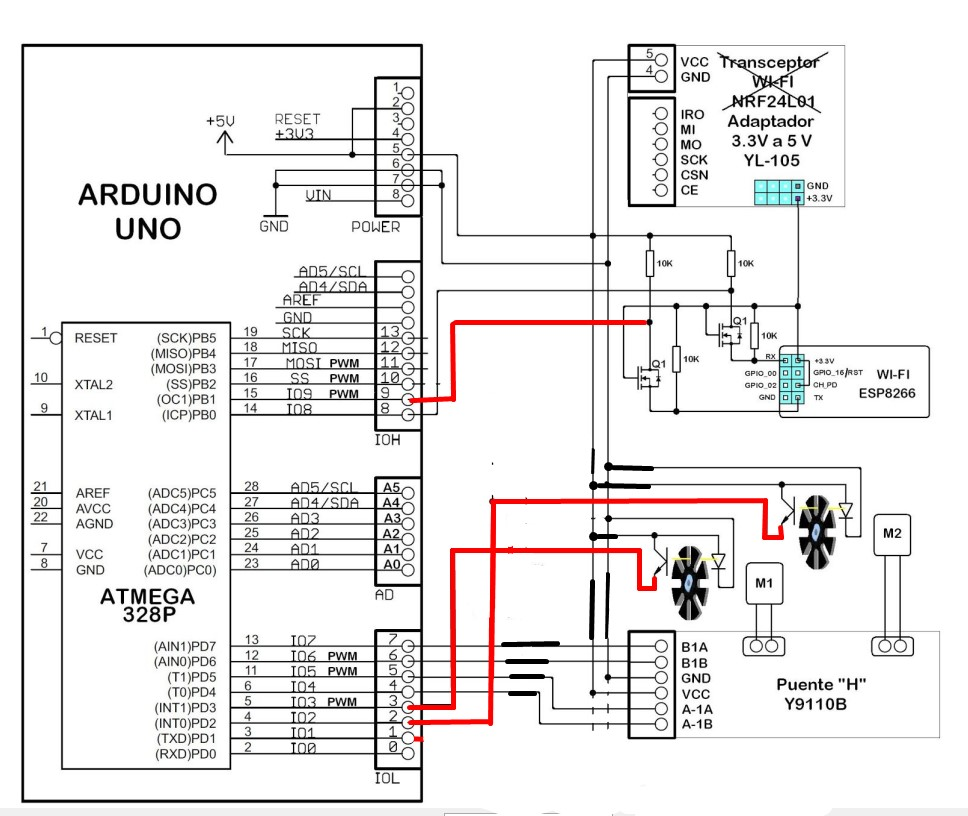 ARDUINO
UNO
+5V
RESET
+3V3
VIN
GND
POWER
1
2
3
4
5
6
7
8
AD5/SCL
AD4/SDA
AREF
GND
SCK 13
MISO 12
MOSI PWM 11
SS PWM 10
IO9 PWM 9
IO8 8
IOH
1 RESET (SCK)PB5 19
(MISO)PB4 18
(MOSI)PB3 17
10 XTAL2 (SS)PB2 16
(OC1)PB1 15
9 XTAL1 (ICP)PB0 14
21 AREF (ADC5)PC5 28 AD5/SCL A5
20 AVCC (ADC4)PC4 27 AD4/SDA A4
22 AGND (ADC3)PC3 26 AD3 A3
(ADC2)PC2 25 AD2 A2
7 VCC (ADC1)PC1 24 AD1 A1
8 GND (ADC0)PC0) 23 AD0 A0
AD
ATMEGA
328P
(AIN1)PD7 13 IO7 7
(AIN0)PD6 12 IO6 PWM 6
(T1)PD5 11 IO5 PWM 5
(T0)PD4 6 IO4 4
(INT1)PD3 5 IO3 PWM 3
(INT0)PD2 4 IO2 2
(TXD)PD1 3 IO1 1
(RXD)PD0 2 IO0 0
IOL
5 VCC
4 GND
IRO
MI
MO
SCK
CSN
CE
Transceptor
WI-FI
NRF24L01
Adaptador
3.3V a 5 V
YL-105
GND
+3.3V
10K
10K
Q1
10K
Q1
10K
RX +3.3V
GPIO_00 GPIO_16/RST
GPIO_02 CH_PD
GND TX
WI-FI
ESP8266
M2
M1
B1A
B1B
GND
VCC
A-1A
A-1B
Puente "H"
Y9110B